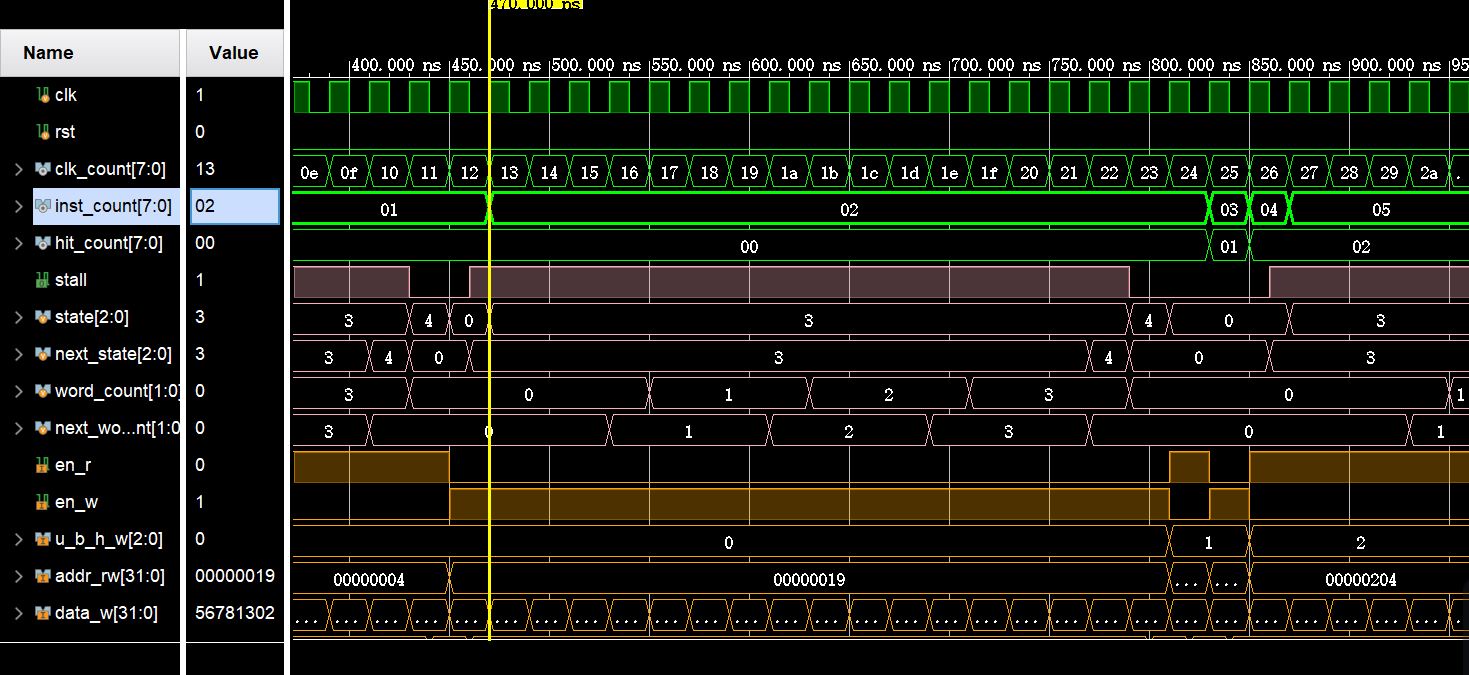 470.000 ns
Name Value
400.000 ns 450.000 ns 500.000 ns 550.000 ns 600.000 ns 650.000 ns 700.000 ns 750.000 ns 800.000 ns 850.000 ns 900.000 ns 95
clk 1
rst 0
clk_count[7:0] 13 0e 0f 10 11 12 13 14 15 16 17 18 19 1a 1b 1c 1d 1e 1f 20 21 22 23 24 25 26 27 28 29 2a .
inst_count[7:0] 02 01 02 03 04 05
hit_count[7:0] 00 00 01 02
stall 1
state[2:0] 3 3 4 0 3 4 0 3
next_state[2:0] 3 3 4 0 3 4 0 3
word_count[1:0] 0 3 0 1 2 3 0 1
next_wo...nt[1:0 0 3 0 1 2 3 0 1
en_r 0
en_w 1
u_b_h_w[2:0] 0 0 1 2
addr_rw[31:0] 00000019 00000004 00000019 ... ... 00000204
data_w[31:0] 56781302 ... ... ... ... ... ... ... ... ... ... ... ... ... ... ... ... ... ... ... ... ... ... ... ... ... ... ... ... ... .